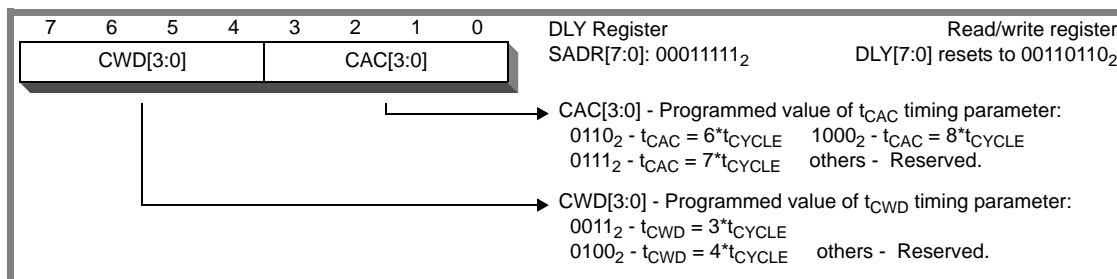 7 6 5 4 3 2 1 0 DLY Register Read/write register
SADR[7:0]: 00011111₂ DLY[7:0] resets to 00110110₂
CWD[3:0] CAC[3:0]
CAC[3:0] - Programmed value of tCAC timing parameter:
0110₂ - tCAC = 6*tCYCLE 1000₂ - tCAC = 8*tCYCLE
0111₂ - tCAC = 7*tCYCLE others - Reserved.
CWD[3:0] - Programmed value of tCWD timing parameter:
0011₂ - tCWD = 3*tCYCLE
0100₂ - tCWD = 4*tCYCLE others - Reserved.